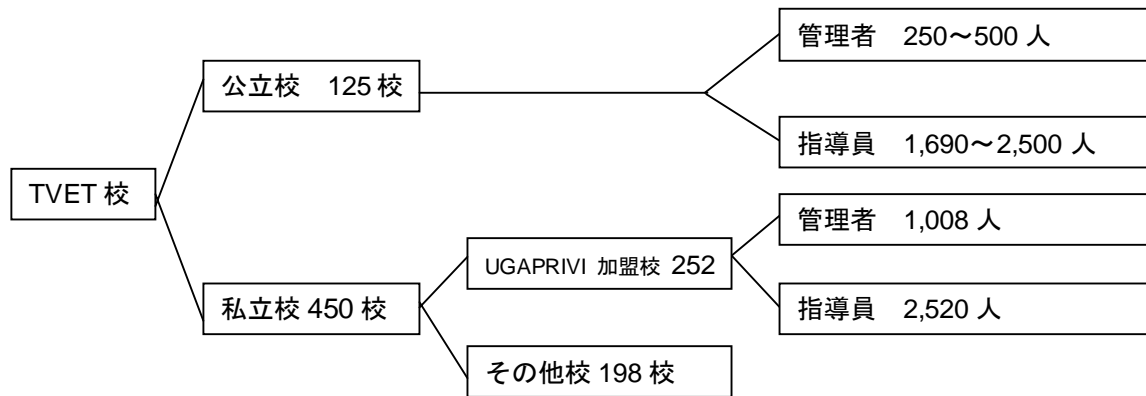 管理者 250～500 人
公立校 125 校
指導員 1,690～2,500 人
TVET 校
管理者 1,008 人
UGAPRIVI 加盟校 252
私立校 450 校
指導員 2,520 人
その他校 198 校